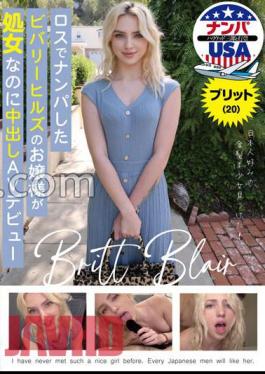 ロスでナンパした
ビバリーヒルズのお嬢様が
処女なのに中出しAVデビュー
ナンパ
USA
ブリット
(20)
Britt Blair
I have never met such a nice girl before. Every Japanese men will like her.